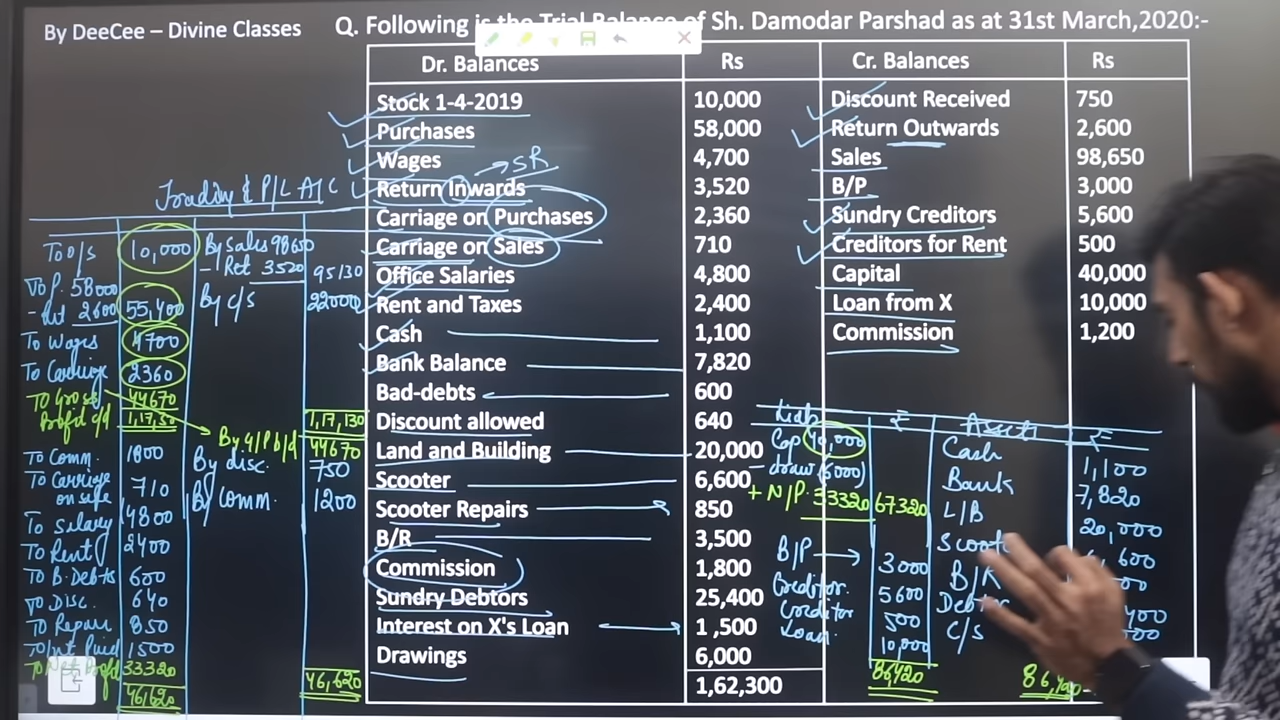 By DeeCee – Divine Classes
Q. Following is the Trial Balance of Sh. Damodar Parshad as at 31st March,2020:-
Dr. Balances Rs Cr. Balances Rs
Stock 1-4-2019 10,000 Discount Received 750
Purchases 58,000 Return Outwards 2,600
Wages 4,700 Sales 98,650
→ SR
Return Inwards 3,520 B/P 3,000
Carriage on Purchases 2,360 Sundry Creditors 5,600
Carriage on Sales 710 Creditors for Rent 500
Office Salaries 4,800 Capital 40,000
Rent and Taxes 2,400 Loan from X 10,000
Cash 1,100 Commission 1,200
Bank Balance 7,820
Bad-debts 600
Discount allowed 640
Land and Building 20,000
Scooter 6,600
Scooter Repairs 850
B/R 3,500
Commission 1,800
Sundry Debtors 25,400
Interest on X's Loan 1,500
Drawings 6,000
1,62,300
Trading & P/L A/C
To o/s 10,000 By Sales 98650
- Ret 3520 95130
To P. 58000
- Ret 2600 55,400 By c/s 22000
To Wages 4700
To Carriage 2360
To Gross Profit c/d 44670
1,17,130
By G/P b/d 44670
To Comm. 1800 By disc. 750
To Carriage on sale 710 By Comm. 1200
To Salary 4800
To Rent 2400
To B. Debts 600
To Disc. 640
To Repair 850
To Int Paid 1500
To Net Profit 33320
46,620 46,620
Liab ₹ Assets ₹
Cap 40,000 Cash 1,100
- draw (6000) Bank 7,820
+ N/P. 33320 67320 L/B 20,000
B/P → 3000 B/R
Creditor. 5600
Creditor 500 C/S
Loan. 10,000
86,420